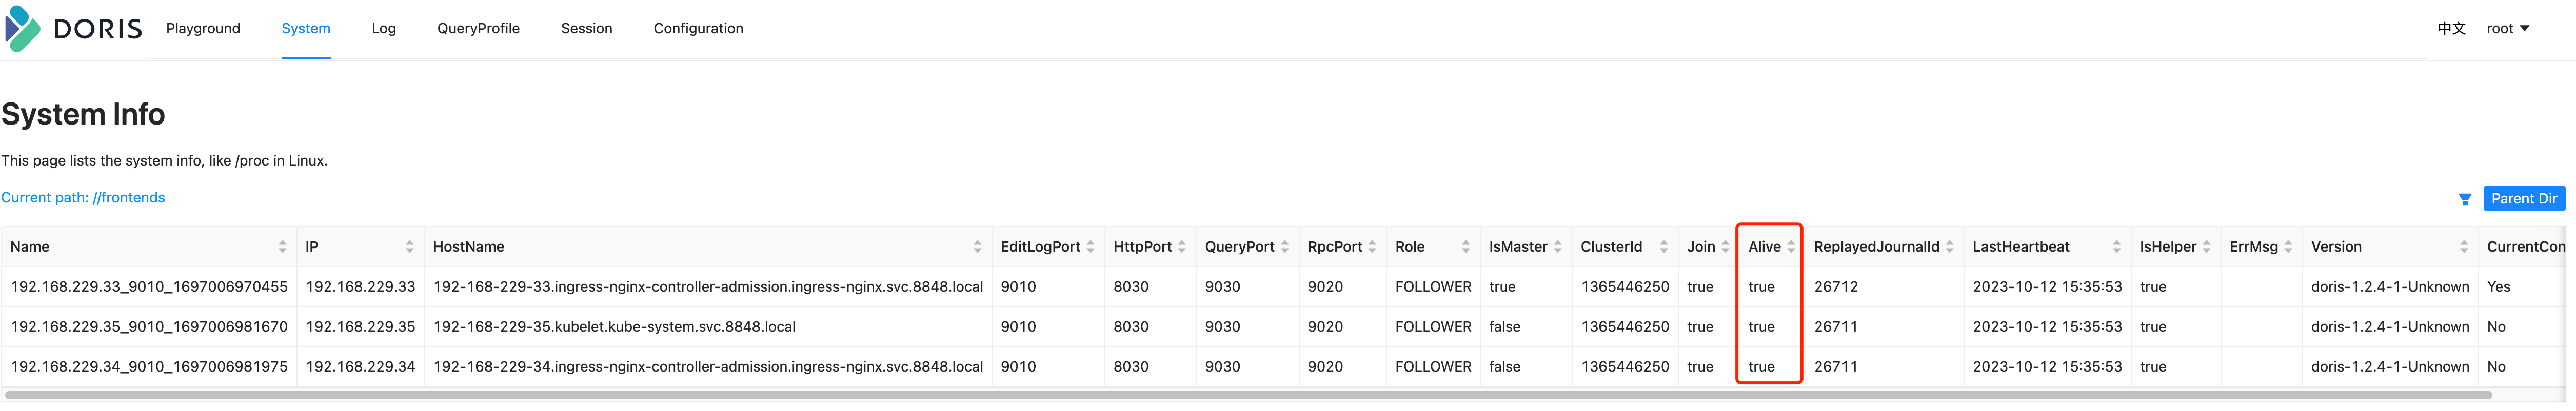 DORIS Playground System Log QueryProfile Session Configuration 中文 root
System Info
This page lists the system info, like /proc in Linux.
Current path: //frontends Parent Dir
Name IP HostName EditLogPort HttpPort QueryPort RpcPort Role IsMaster ClusterId Join Alive ReplayedJournalId LastHeartbeat IsHelper ErrMsg Version CurrentCon
192.168.229.33_9010_1697006970455 192.168.229.33 192-168-229-33.ingress-nginx-controller-admission.ingress-nginx.svc.8848.local 9010 8030 9030 9020 FOLLOWER true 1365446250 true true 26712 2023-10-12 15:35:53 true doris-1.2.4-1-Unknown Yes
192.168.229.35_9010_1697006981670 192.168.229.35 192-168-229-35.kubelet.kube-system.svc.8848.local 9010 8030 9030 9020 FOLLOWER false 1365446250 true true 26711 2023-10-12 15:35:53 true doris-1.2.4-1-Unknown No
192.168.229.34_9010_1697006981975 192.168.229.34 192-168-229-34.ingress-nginx-controller-admission.ingress-nginx.svc.8848.local 9010 8030 9030 9020 FOLLOWER false 1365446250 true true 26711 2023-10-12 15:35:53 true doris-1.2.4-1-Unknown No